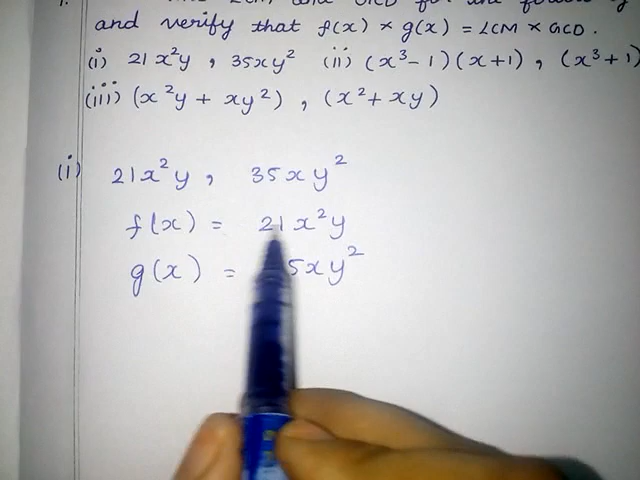 and verify that f(x) × g(x) = LCM × GCD.
(i) 21x²y , 35xy² (ii) (x³-1)(x+1) , (x³+1)
(iii) (x²y + xy²) , (x² + xy)
(i) 21x²y , 35xy²
f(x) = 21x²y
g(x) = 5xy²